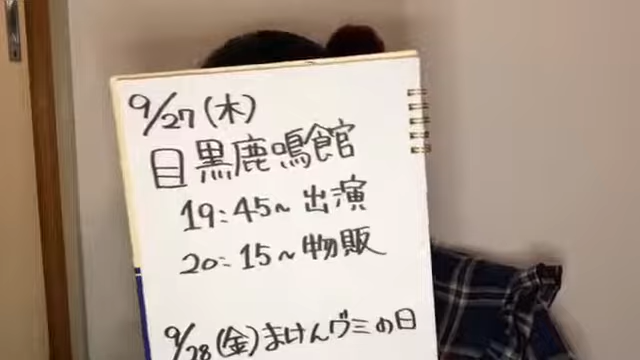 9/27(木)
目黒鹿鳴館
19:45~ 出演
20:15~物販
9/28(金)まけんグミの日